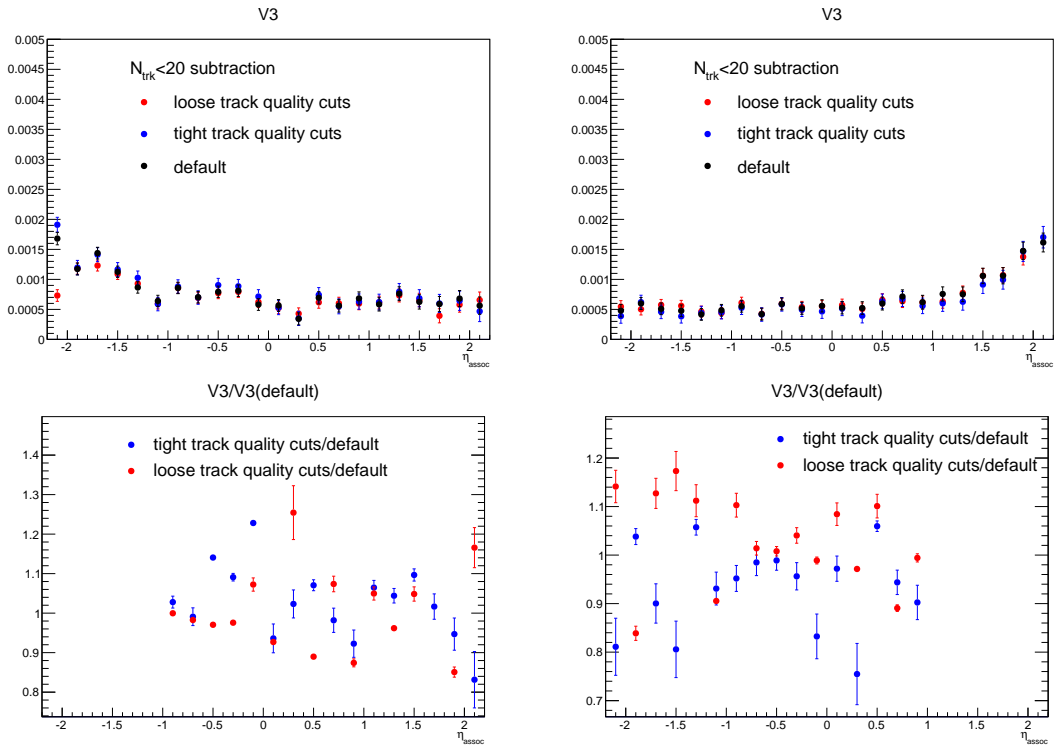 V3
0.005
0.0045
0.004
0.0035
0.003
0.0025
0.002
0.0015
0.001
0.0005
0
N_trk<20 subtraction
loose track quality cuts
tight track quality cuts
default
-2 -1.5 -1 -0.5 0 0.5 1 1.5 2
η_assoc
V3
0.005
0.0045
0.004
0.0035
0.003
0.0025
0.002
0.0015
0.001
0.0005
0
N_trk<20 subtraction
loose track quality cuts
tight track quality cuts
default
-2 -1.5 -1 -0.5 0 0.5 1 1.5 2
η_assoc
V3/V3(default)
1.4
1.3
1.2
1.1
1
0.9
0.8
tight track quality cuts/default
loose track quality cuts/default
-2 -1.5 -1 -0.5 0 0.5 1 1.5 2
η_assoc
V3/V3(default)
1.2
1.1
1
0.9
0.8
0.7
tight track quality cuts/default
loose track quality cuts/default
-2 -1.5 -1 -0.5 0 0.5 1 1.5 2
η_assoc